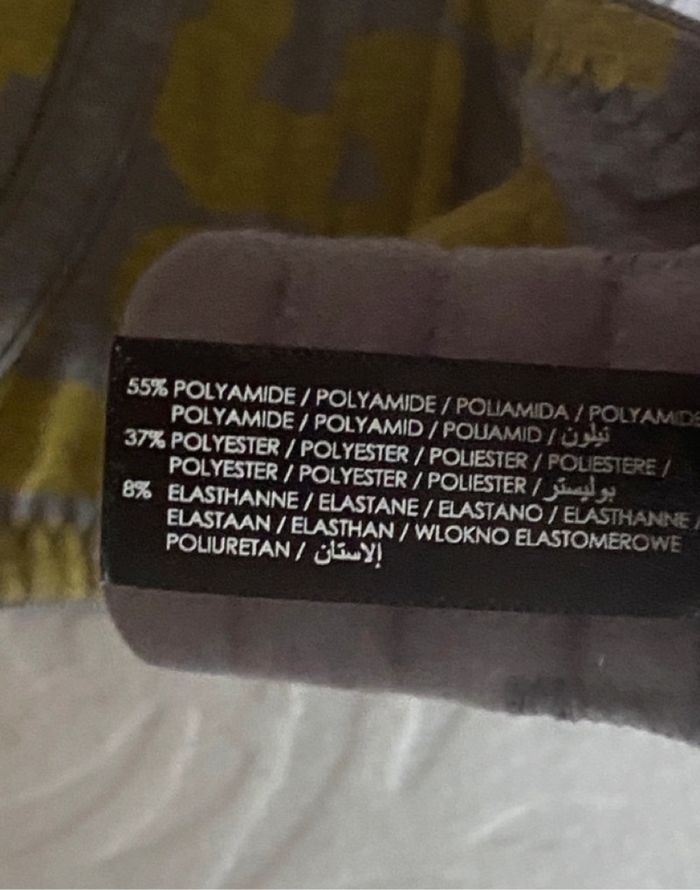 55% POLYAMIDE / POLYAMIDE / POLIAMIDA / POLYAMIDE
POLYAMIDE / POLYAMID / POLIAMID / نيلون
37% POLYESTER / POLYESTER / POLIESTER / POLIESTERE /
POLYESTER / POLYESTER / POLIESTER / بوليستر
8% ELASTHANNE / ELASTANE / ELASTANO / ELASTHANNE /
ELASTAAN / ELASTHAN / WLOKNO ELASTOMEROWE
POLIURETAN / إلاستان